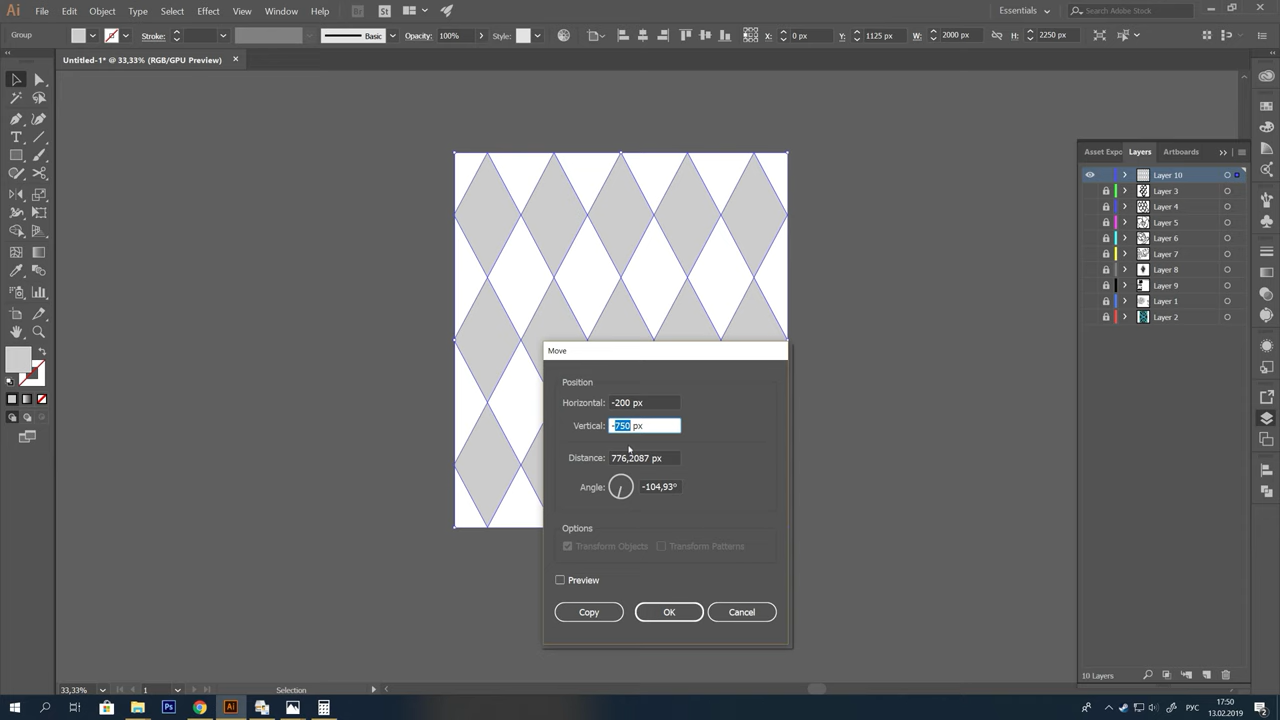 Ai File Edit Object Type Select Effect View Window Help Br St Essentials Search Adobe Stock
Group Stroke: Basic Opacity: 100% Style: X: 0 px Y: 1125 px W: 2000 px H: 2250 px
Untitled-1* @ 33,33% (RGB/GPU Preview)
Asset Expo Layers Artboards
Layer 10
Layer 3
Layer 4
Layer 5
Layer 6
Layer 7
Layer 8
Layer 9
Layer 1
Layer 2
Move
Position
Horizontal: -200 px
Vertical: -750 px
Distance: 776,2087 px
Angle: -104,93°
Options
Transform Objects Transform Patterns
Preview
Copy OK Cancel
10 Layers
33,33% 1 Selection
Ps Ai РУС 17:50
13.02.2019 2